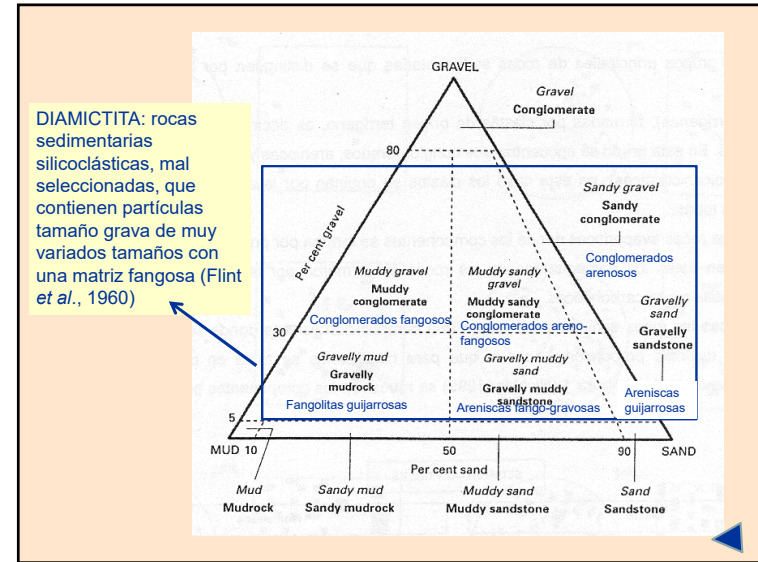 DIAMICTITA: rocas
sedimentarias
silicoclásticas, mal
seleccionadas, que
contienen partículas
tamaño grava de muy
variados tamaños con
una matriz fangosa (Flint
et al., 1960)
GRAVEL
Gravel
Conglomerate
80
Per cent gravel
Sandy gravel
Sandy
conglomerate
Conglomerados
arenosos
Muddy gravel
Muddy
conglomerate
Conglomerados fangosos
Muddy sandy
gravel
Muddy sandy
conglomerate
Conglomerados areno-
fangosos
Gravelly
sand
Gravelly
sandstone
Areniscas
guijarrosas
30
Gravelly mud
Gravelly
mudrock
Fangolitas guijarrosas
Gravelly muddy
sand
Gravelly muddy
sandstone
Areniscas fango-gravosas
5
MUD 10 50 90 SAND
Per cent sand
Mud
Mudrock
Sandy mud
Sandy mudrock
Muddy sand
Muddy sandstone
Sand
Sandstone